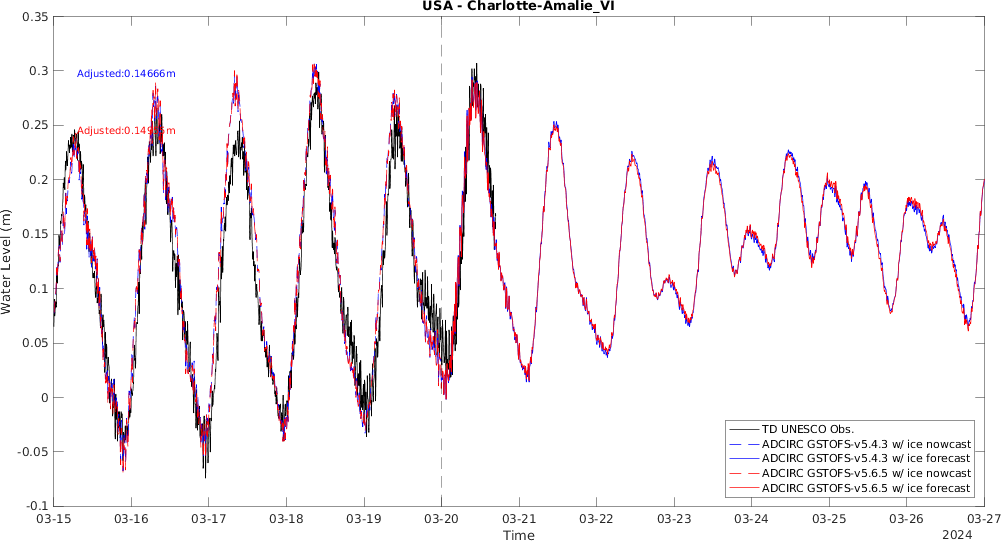 USA - Charlotte-Amalie_VI
0.35
0.3
0.25
0.2
0.15
0.1
0.05
0
-0.05
-0.1
Water Level (m)
Adjusted:0.14666m
TD UNESCO Obs.
ADCIRC GSTOFS-v5.4.3 w/ ice nowcast
ADCIRC GSTOFS-v5.4.3 w/ ice forecast
ADCIRC GSTOFS-v5.6.5 w/ ice nowcast
ADCIRC GSTOFS-v5.6.5 w/ ice forecast
03-15 03-16 03-17 03-18 03-19 03-20 03-21 03-22 03-23 03-24 03-25 03-26 03-27
Time
2024